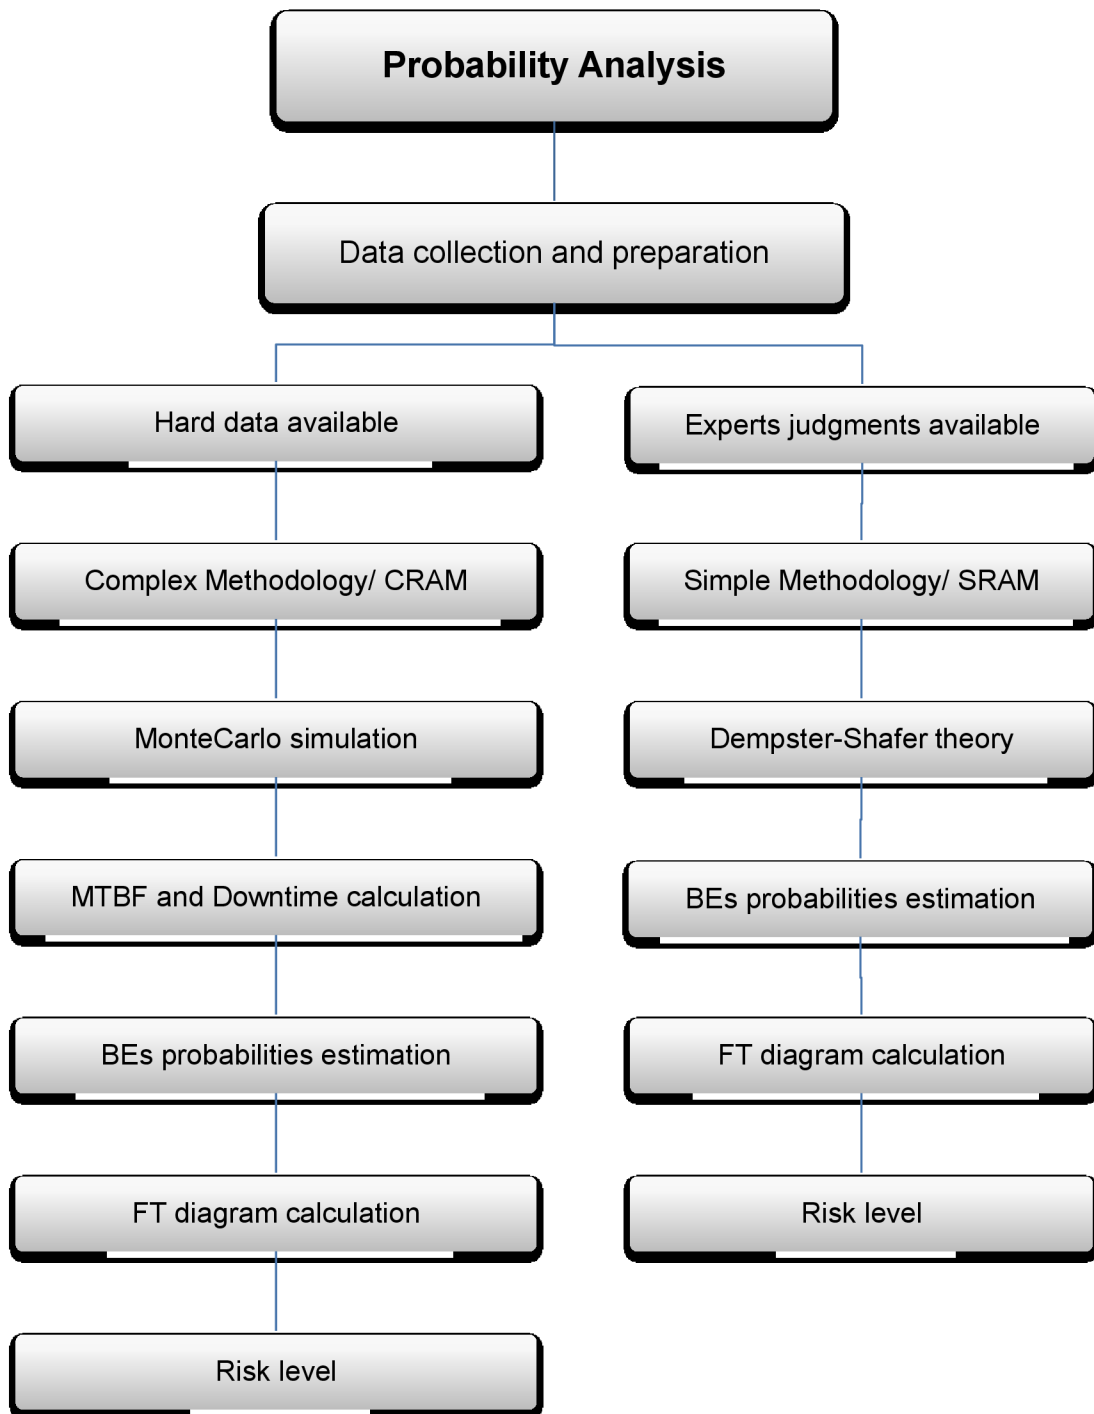 Probability Analysis
Data collection and preparation
Hard data available
Experts judgments available
Complex Methodology/ CRAM
Simple Methodology/ SRAM
MonteCarlo simulation
Dempster-Shafer theory
MTBF and Downtime calculation
BEs probabilities estimation
BEs probabilities estimation
FT diagram calculation
FT diagram calculation
Risk level
Risk level